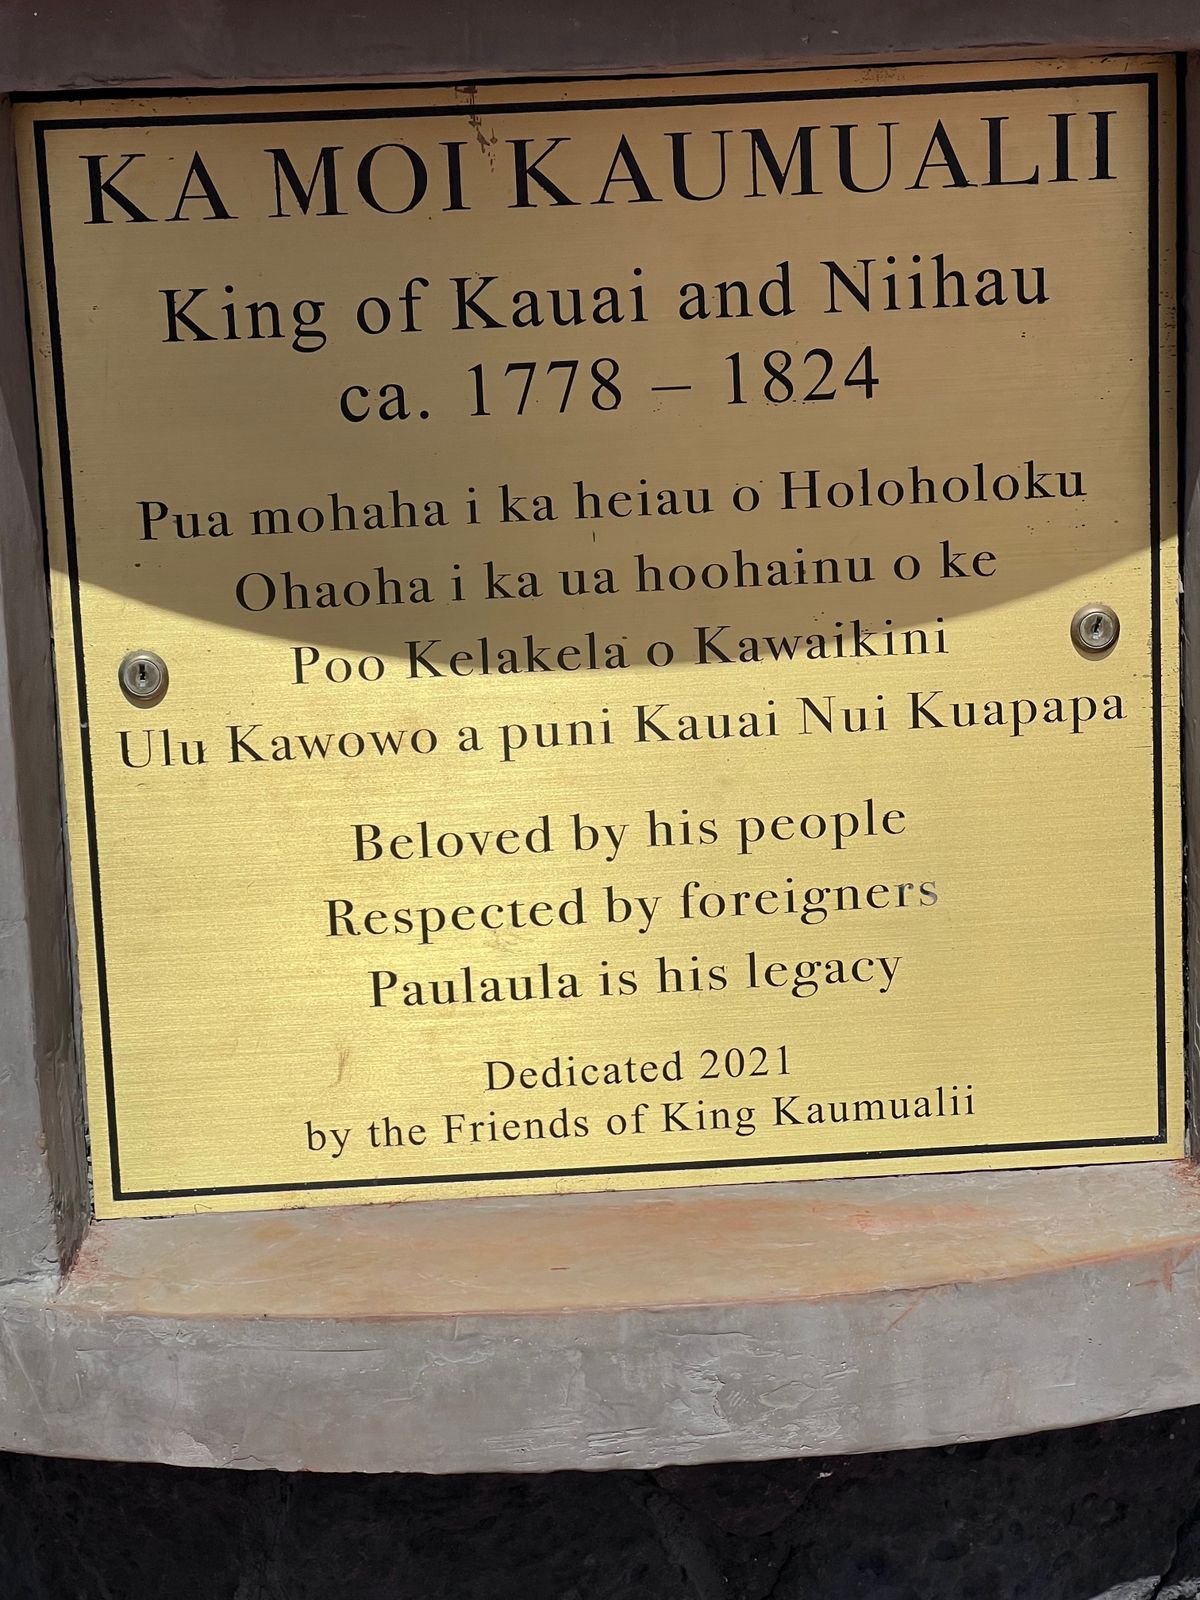 KA MOI KAUMUALII
King of Kauai and Niihau
ca. 1778 – 1824
Pua mohaha i ka heiau o Holoholoku
Ohaoha i ka ua hoohainu o ke
Poo Kelakela o Kawaikini
Ulu Kawowo a puni Kauai Nui Kuapapa
Beloved by his people
Respected by foreigners
Paulaula is his legacy
Dedicated 2021
by the Friends of King Kaumualii